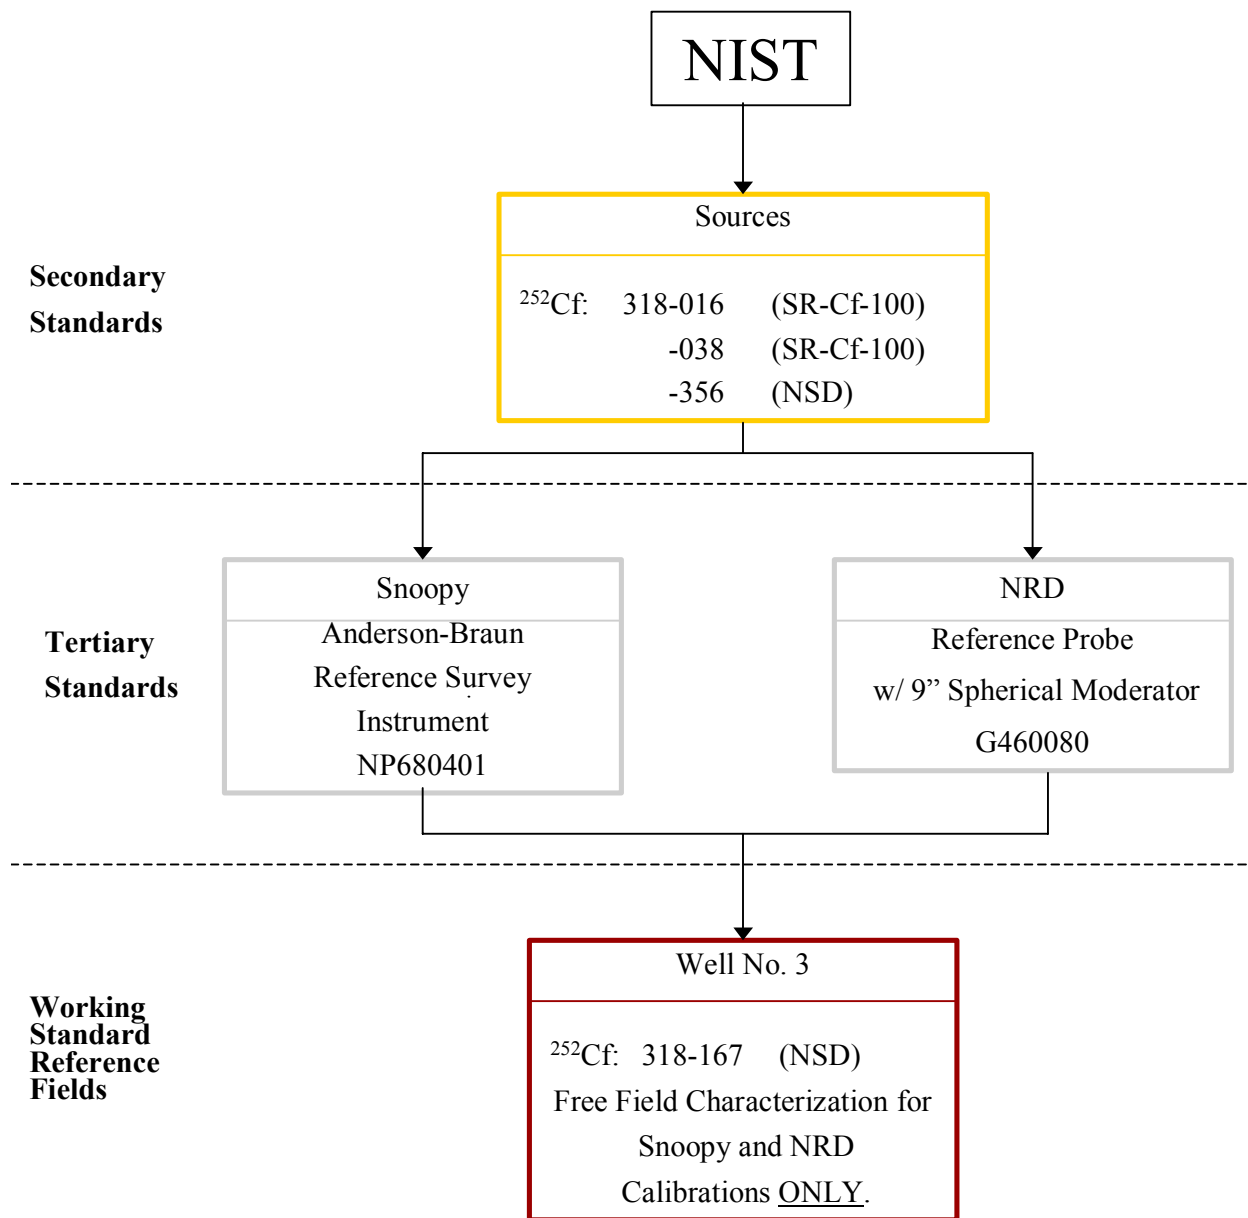 NIST
Sources
Secondary
Standards
²⁵²Cf: 318-016 (SR-Cf-100)
-038 (SR-Cf-100)
-356 (NSD)
Snoopy
Anderson-Braun
Reference Survey
Instrument
NP680401
NRD
Reference Probe
w/ 9” Spherical Moderator
G460080
Tertiary
Standards
Well No. 3
Working
Standard
Reference
Fields
²⁵²Cf: 318-167 (NSD)
Free Field Characterization for
Snoopy and NRD
Calibrations ONLY.